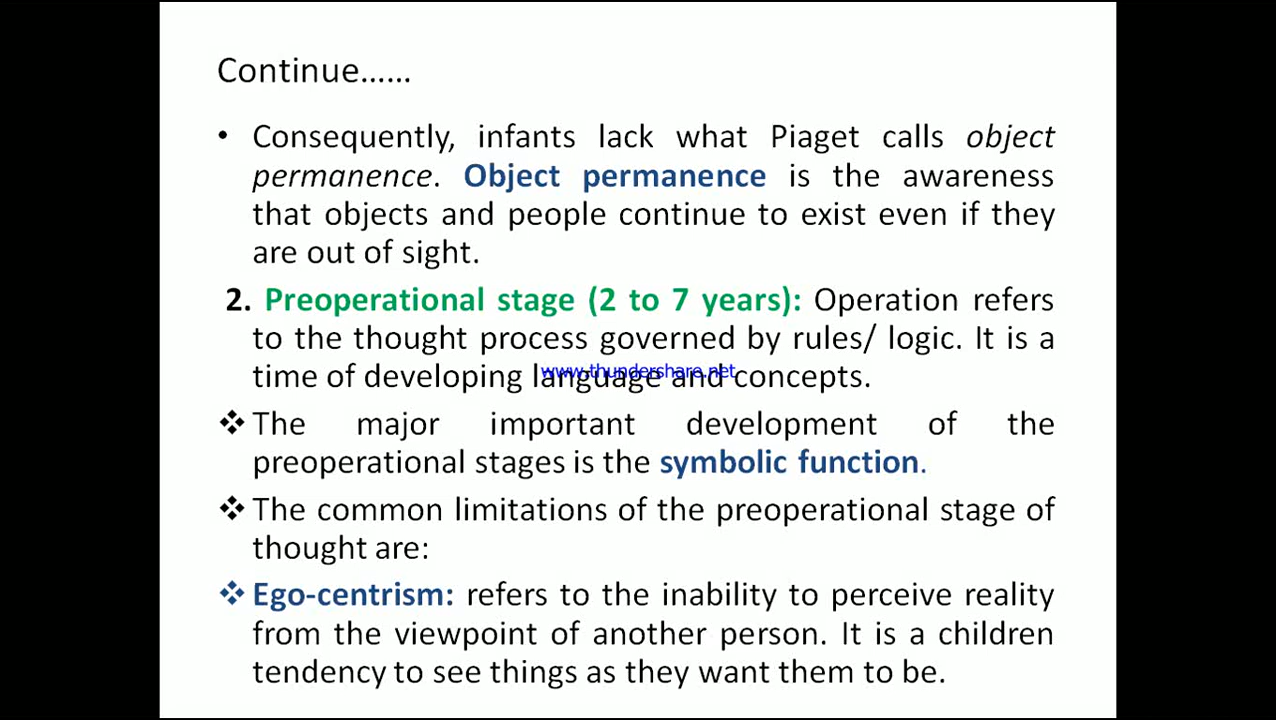 Continue......
• Consequently, infants lack what Piaget calls object
permanence. Object permanence is the awareness
that objects and people continue to exist even if they
are out of sight.
2. Preoperational stage (2 to 7 years): Operation refers
to the thought process governed by rules/ logic. It is a
time of developing language and concepts.
www.thundershare.net
❖ The major important development of the
preoperational stages is the symbolic function.
❖ The common limitations of the preoperational stage of
thought are:
❖ Ego-centrism: refers to the inability to perceive reality
from the viewpoint of another person. It is a children
tendency to see things as they want them to be.